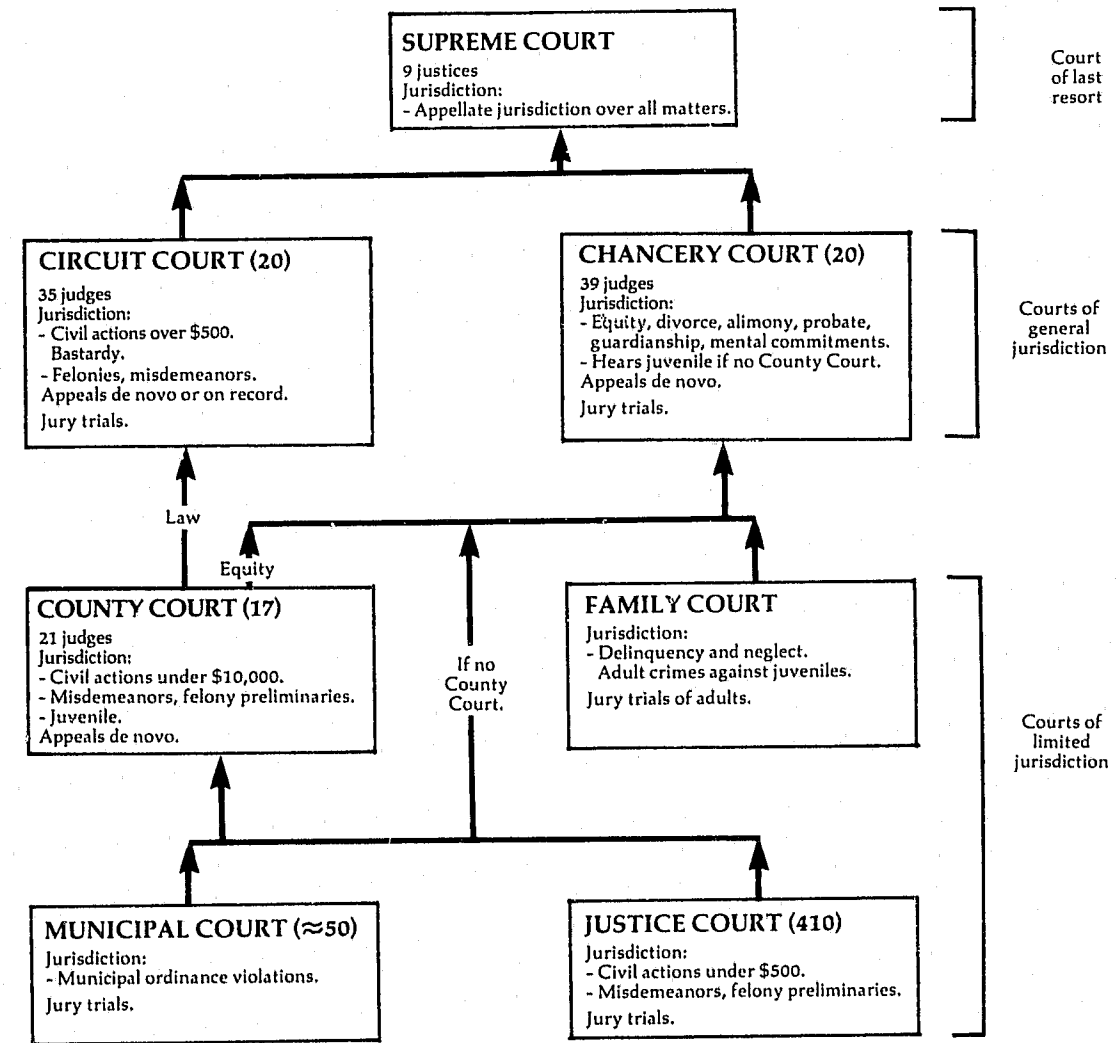 SUPREME COURT
9 justices
Jurisdiction:
- Appellate jurisdiction over all matters.
Court
of last
resort
CIRCUIT COURT (20)
35 judges
Jurisdiction:
- Civil actions over $500.
Bastardy.
- Felonies, misdemeanors.
Appeals de novo or on record.
Jury trials.
CHANCERY COURT (20)
39 judges
Jurisdiction:
- Equity, divorce, alimony, probate,
guardianship, mental commitments.
- Hears juvenile if no County Court.
Appeals de novo.
Jury trials.
Courts of
general
jurisdiction
Law
Equity
COUNTY COURT (17)
21 judges
Jurisdiction:
- Civil actions under $10,000.
- Misdemeanors, felony preliminaries.
- Juvenile.
Appeals de novo.
If no
County
Court.
FAMILY COURT
Jurisdiction:
- Delinquency and neglect.
Adult crimes against juveniles.
Jury trials of adults.
Courts of
limited
jurisdiction
MUNICIPAL COURT (≈50)
Jurisdiction:
- Municipal ordinance violations.
Jury trials.
JUSTICE COURT (410)
Jurisdiction:
- Civil actions under $500.
- Misdemeanors, felony preliminaries.
Jury trials.